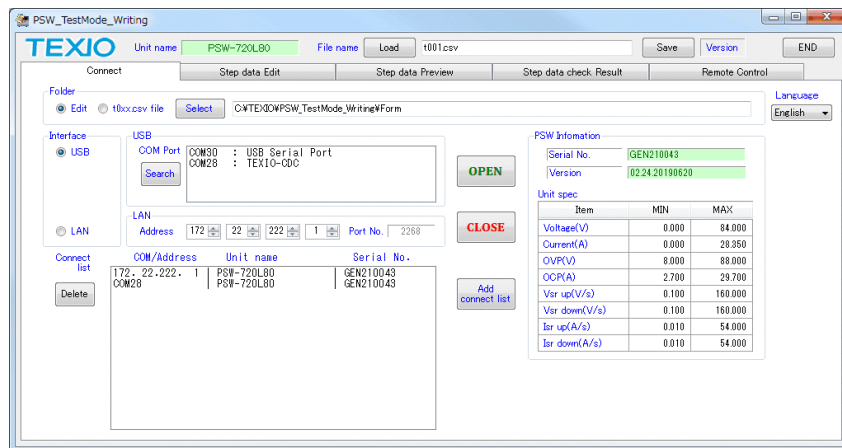 PSW_TestMode_Writing
TEXIO Unit name PSW-720L80 File name Load t001.csv Save Version END
Connect Step data Edit Step data Preview Step data check Result Remote Control
Folder
Edit t0xx.csv file Select C:¥TEXIO¥PSW_TestMode_Writing¥Form
Language
English
Interface
USB
LAN
USB
COM Port
Search
COM30 : USB Serial Port
COM28 : TEXIO-CDC
LAN
Address 172 22 222 1 Port No. 2268
OPEN
CLOSE
Add
connect list
Connect
list
Delete
COM/Address Unit name Serial No.
172. 22.222. 1 | PSW-720L80 | GEN210043
COM28 | PSW-720L80 | GEN210043
PSW Infomation
Serial No. GEN210043
Version 02.24.20190620
Unit spec
Item MIN MAX
Voltage(V) 0.000 84.000
Current(A) 0.000 28.350
OVP(V) 8.000 88.000
OCP(A) 2.700 29.700
Vsr up(V/s) 0.100 160.000
Vsr down(V/s) 0.100 160.000
Isr up(A/s) 0.010 54.000
Isr down(A/s) 0.010 54.000